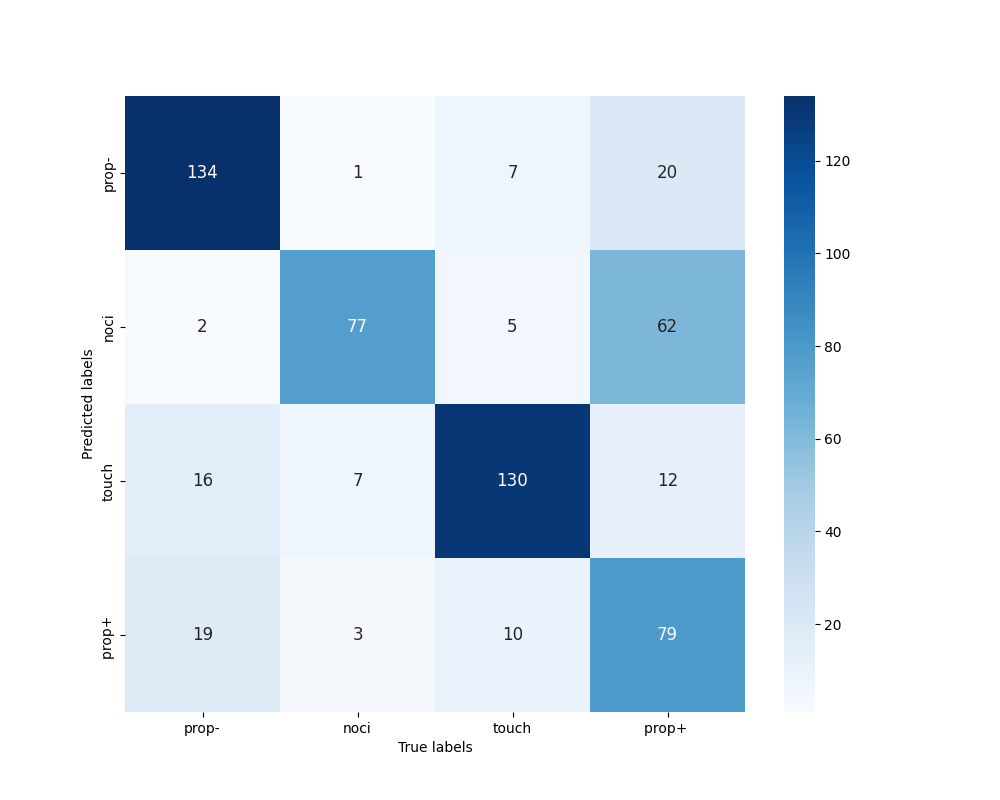 prop-
134
1
7
20
noci
2
77
5
62
touch
16
7
130
12
prop+
19
3
10
79
Predicted labels
prop-
noci
touch
prop+
True labels
120
100
80
60
40
20